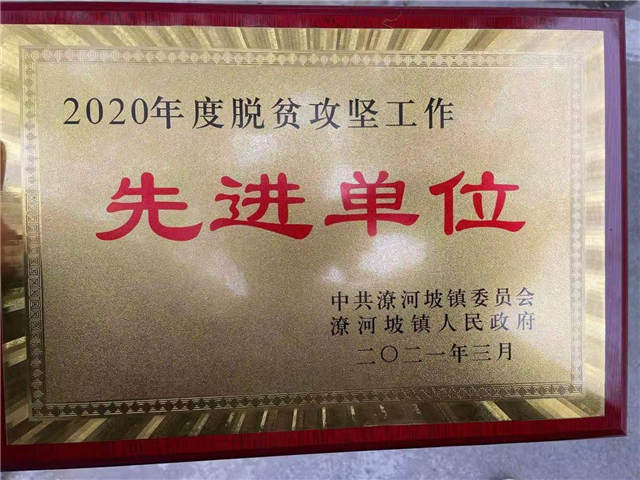 2020年度脱贫攻坚工作
先进单位
中共潦河坡镇委员会
潦河坡镇人民政府
二〇二一年三月